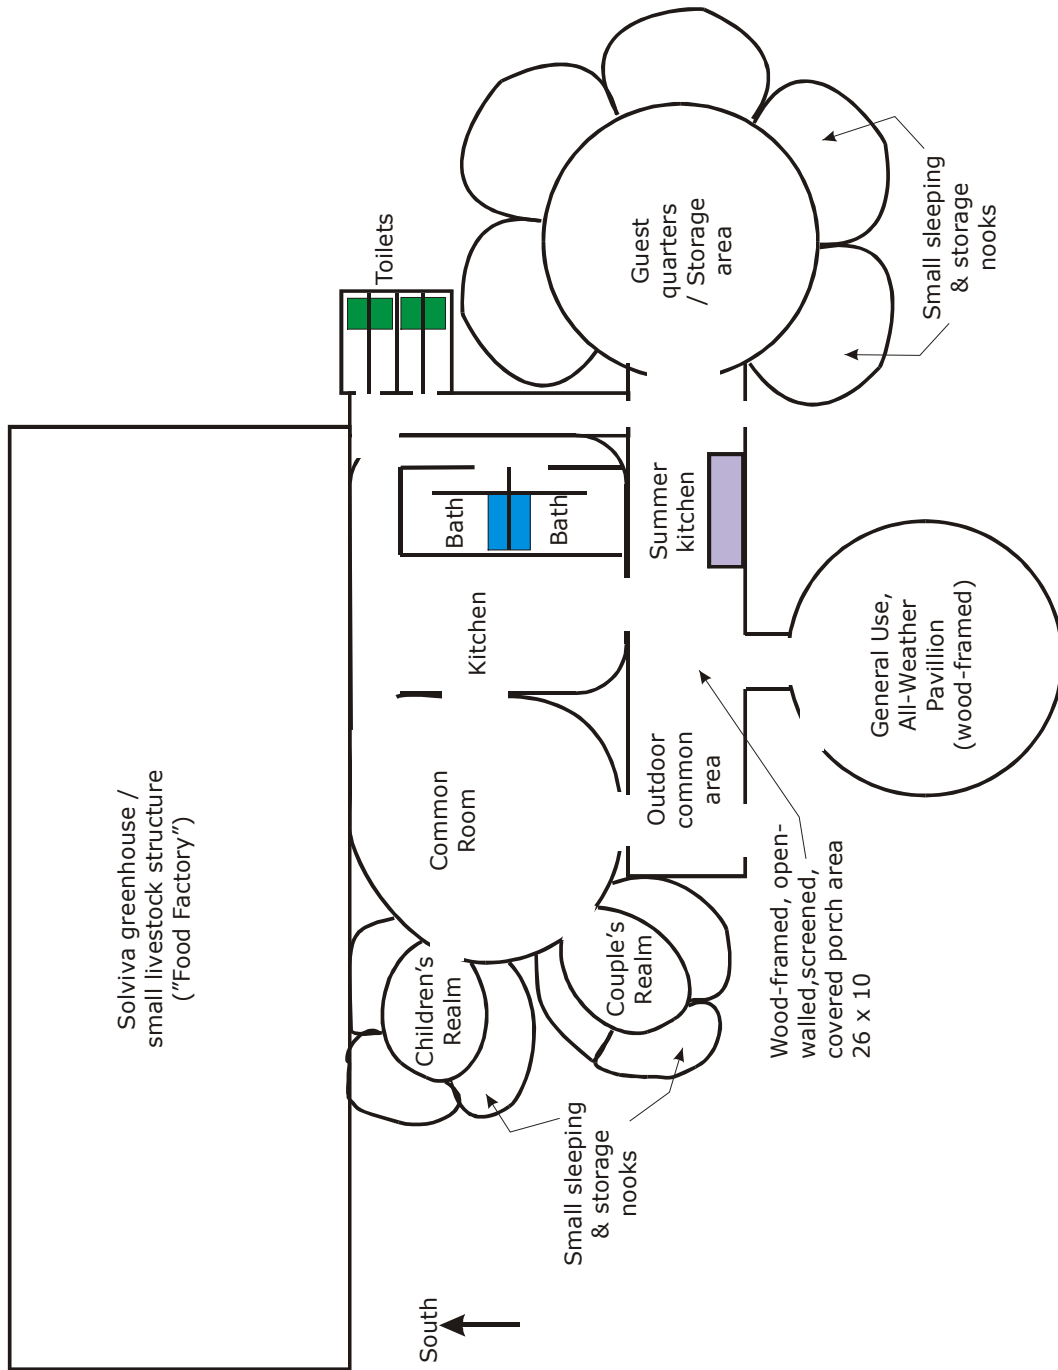 Solviva greenhouse /
small livestock structure
("Food Factory")
Toilets
Bath
Bath
Kitchen
Common
Room
Children's
Realm
Couple's
Realm
Small sleeping
& storage
nooks
South
Guest
quarters
/ Storage
area
Small sleeping
& storage
nooks
Summer
kitchen
Outdoor
common
area
General Use,
All-Weather
Pavillion
(wood-framed)
Wood-framed, open-
walled,screened,
covered porch area
26 x 10